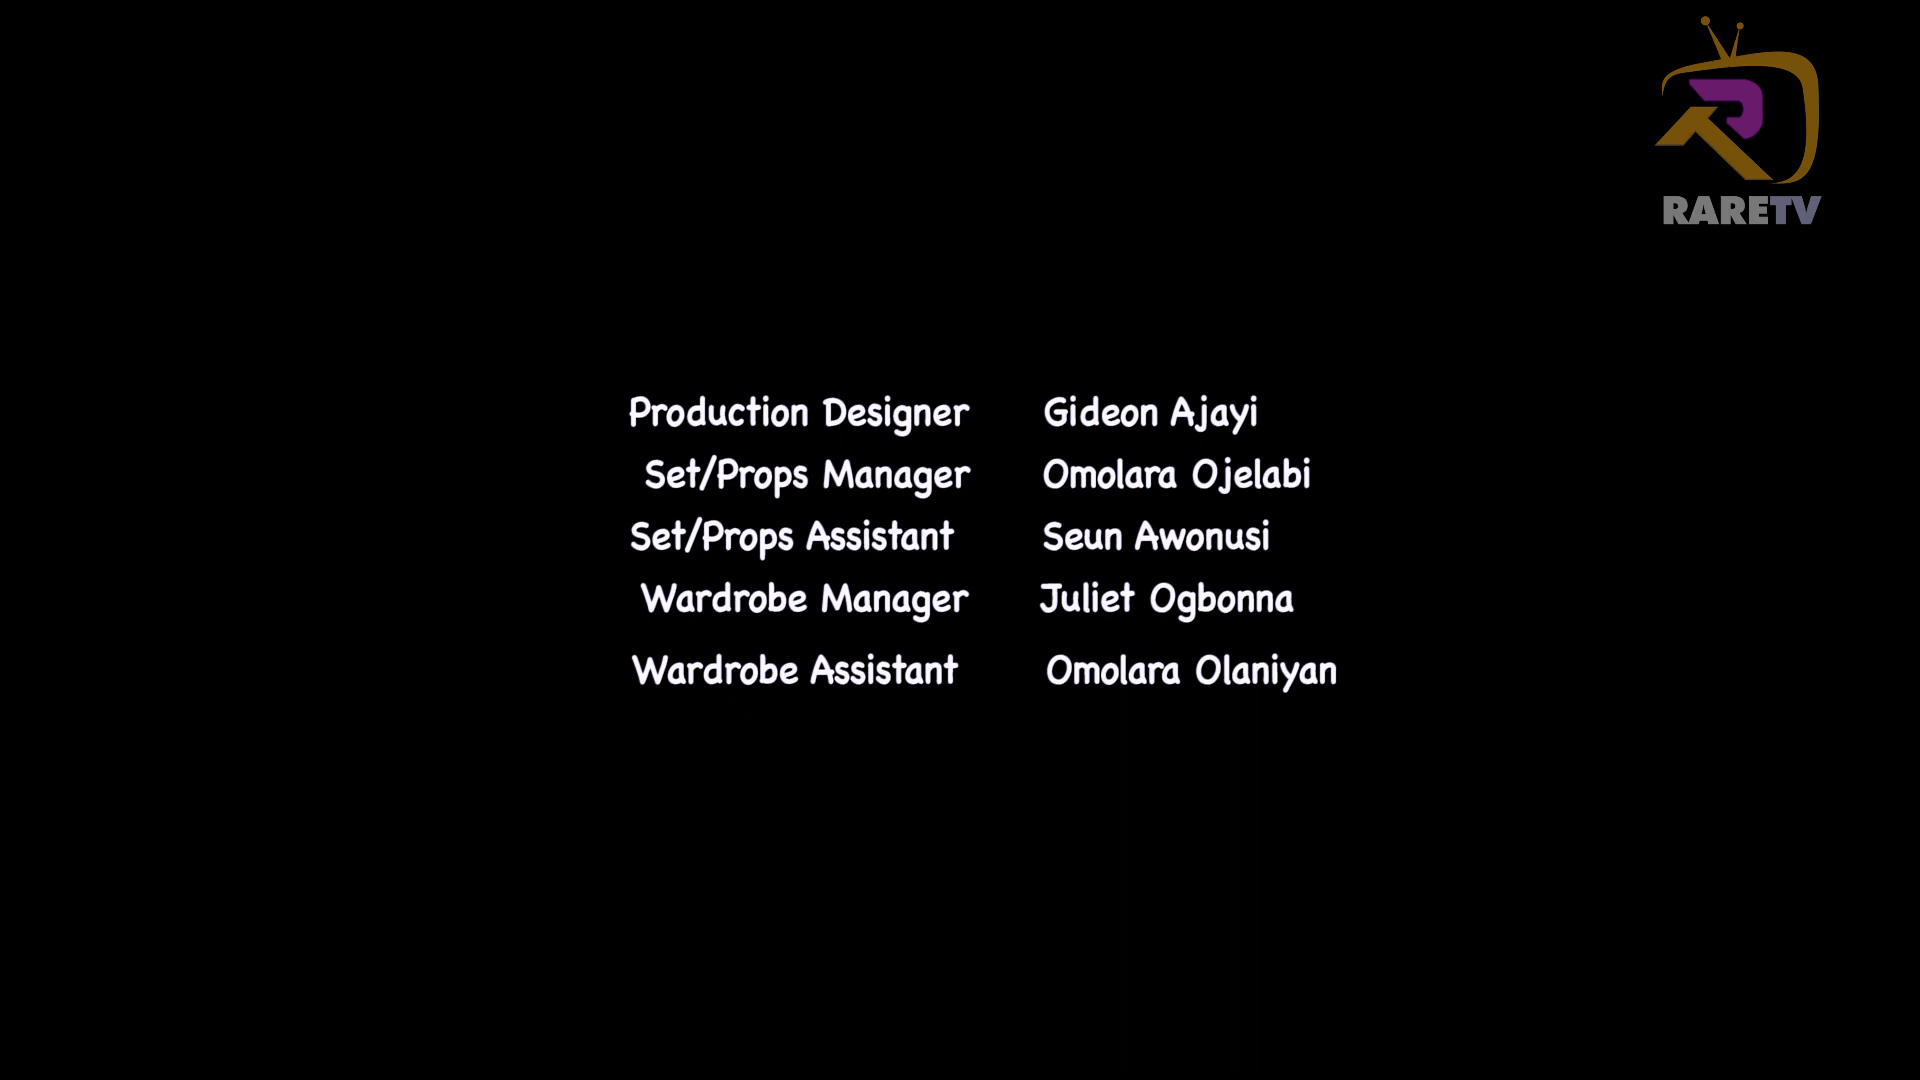 RARETV
Production Designer Gideon Ajayi
Set/Props Manager Omolara Ojelabi
Set/Props Assistant Seun Awonusi
Wardrobe Manager Juliet Ogbonna
Wardrobe Assistant Omolara Olaniyan